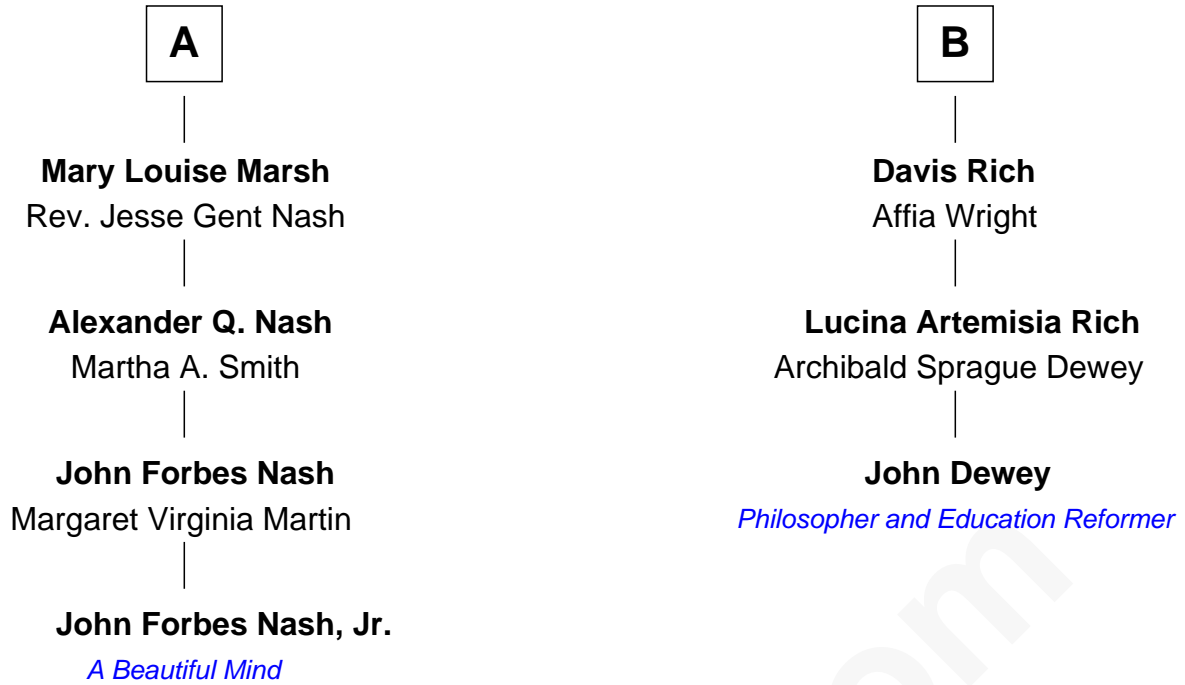 A
Mary Louise Marsh
Rev. Jesse Gent Nash
Alexander Q. Nash
Martha A. Smith
John Forbes Nash
Margaret Virginia Martin
John Forbes Nash, Jr.
A Beautiful Mind
B
Davis Rich
Affia Wright
Lucina Artemisia Rich
Archibald Sprague Dewey
John Dewey
Philosopher and Education Reformer
om